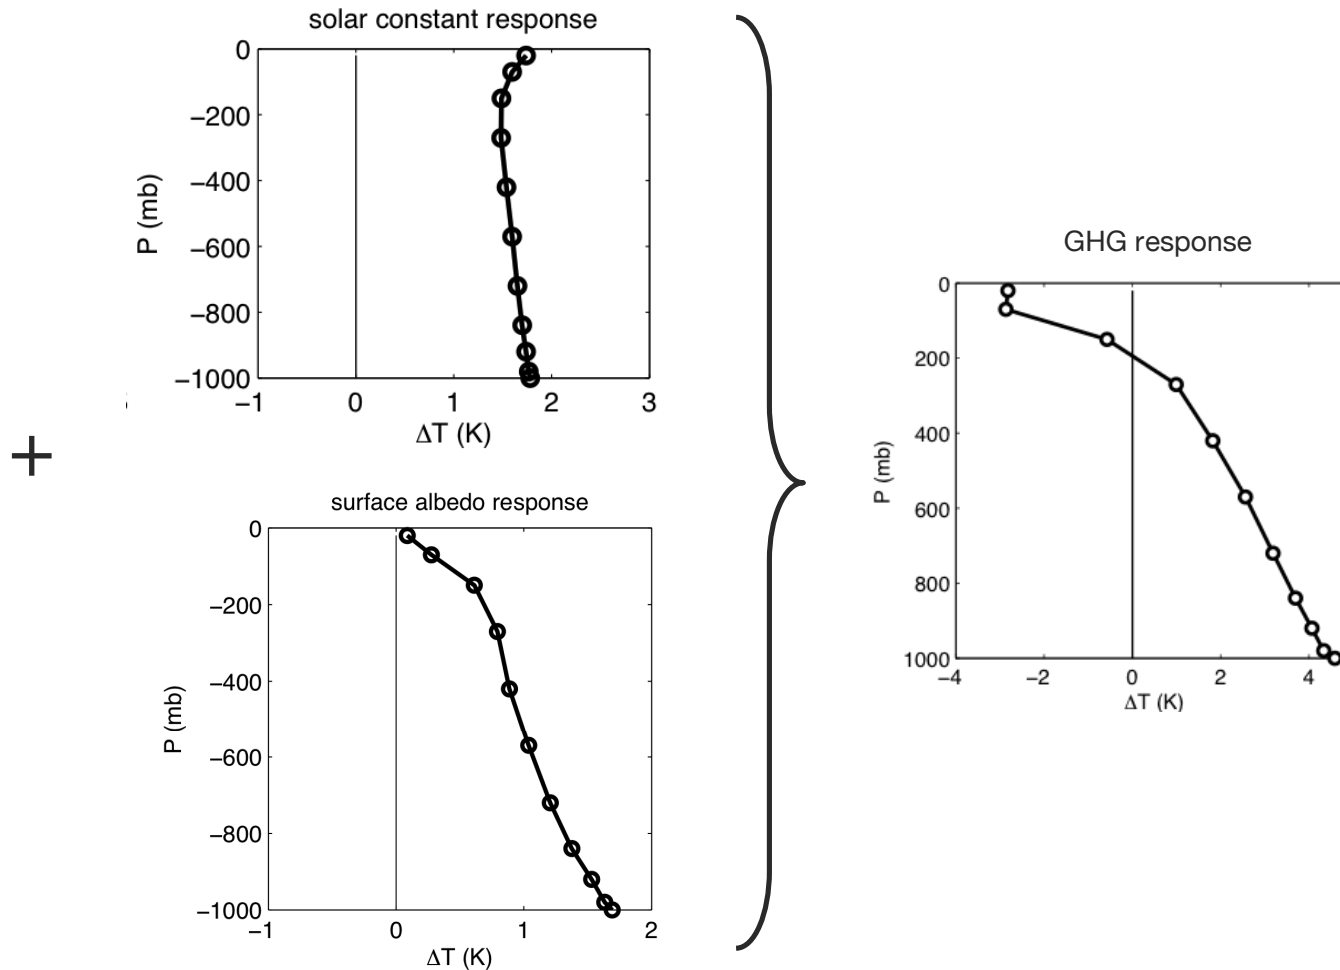 solar constant response
0
−200
−400
−600
−800
−1000
P (mb)
−1 0 1 2 3
ΔT (K)
+
surface albedo response
0
−200
−400
−600
−800
−1000
P (mb)
−1 0 1 2
ΔT (K)
GHG response
0
200
400
600
800
1000
P (mb)
−4 −2 0 2 4
ΔT (K)